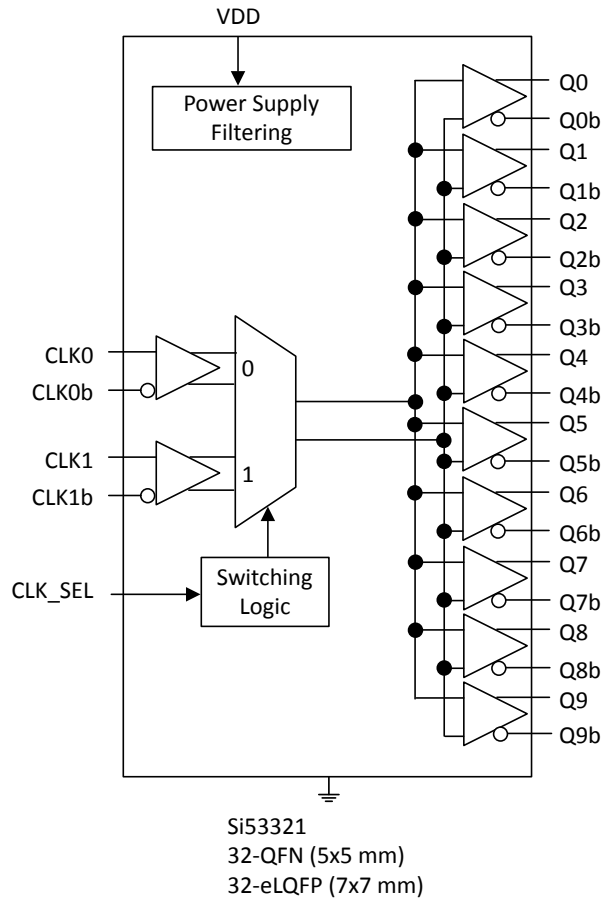 VDD
Power Supply
Filtering
CLK0
CLK0b
CLK1
CLK1b
0
1
CLK_SEL
Switching
Logic
Q0
Q0b
Q1
Q1b
Q2
Q2b
Q3
Q3b
Q4
Q4b
Q5
Q5b
Q6
Q6b
Q7
Q7b
Q8
Q8b
Q9
Q9b
Si53321
32-QFN (5x5 mm)
32-eLQFP (7x7 mm)